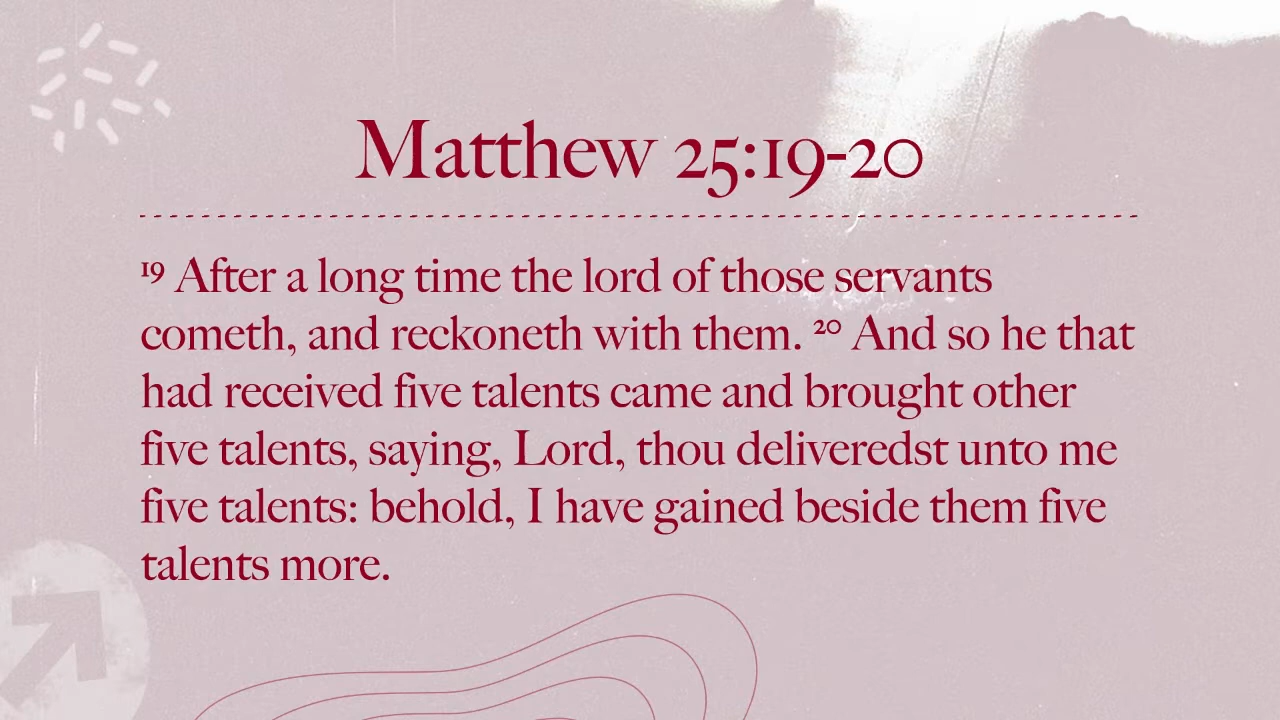 Matthew 25:19-20
19 After a long time the lord of those servants
cometh, and reckoneth with them. 20 And so he that
had received five talents came and brought other
five talents, saying, Lord, thou deliveredst unto me
five talents: behold, I have gained beside them five
talents more.